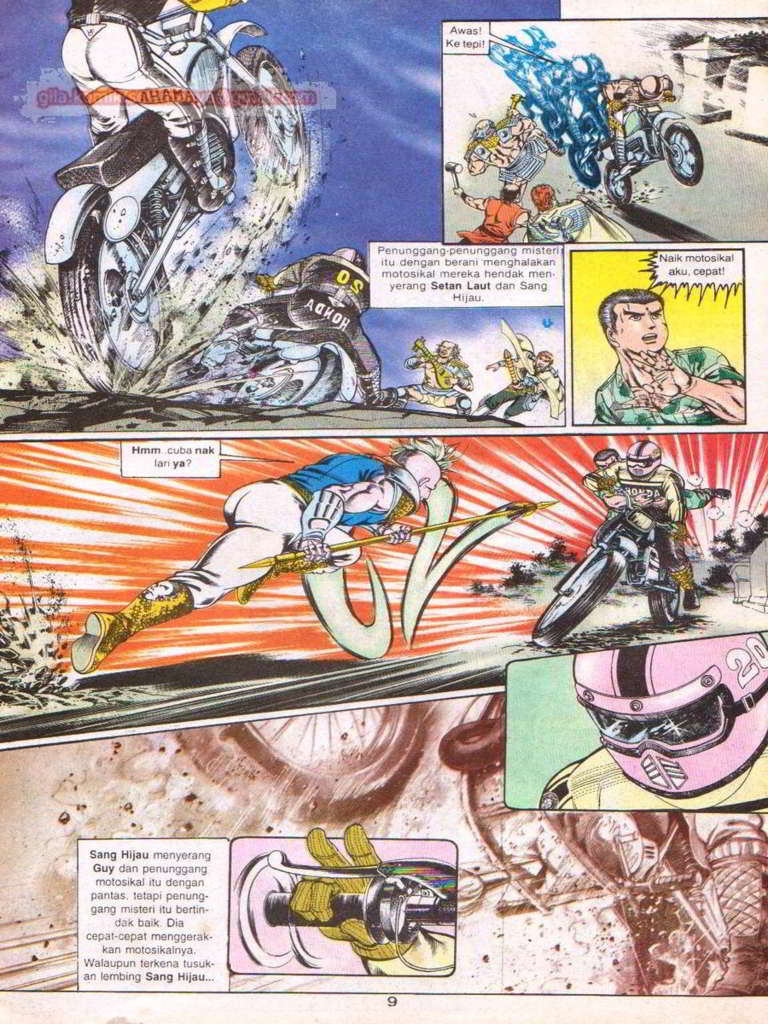 Awas!
Ke tepi!
20
HONDA
Penunggang-penunggang misteri
itu dengan berani menghalakan
motosikal mereka hendak men-
yerang Setan Laut dan Sang
Hijau.
Naik motosikal
aku, cepat!
Hmm..cuba nak
lari ya?
HONDA
20
Sang Hijau menyerang
Guy dan penunggang
motosikal itu dengan
pantas, tetapi penung-
gang misteri itu bertin-
dak baik. Dia
cepat-cepat menggerak-
kan motosikalnya.
Walaupun terkena tusuk-
an lembing Sang Hijau...
9